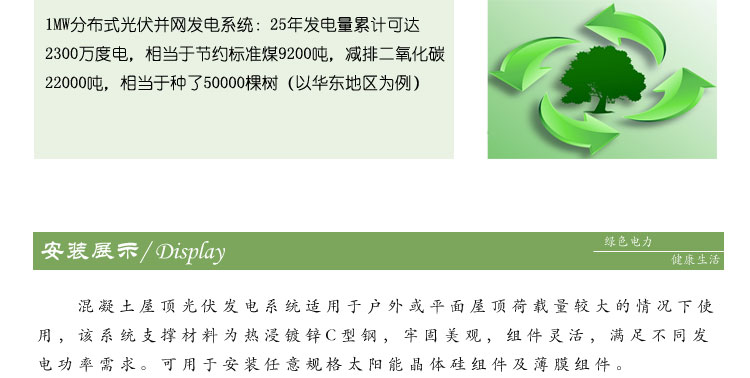 1MW分布式光伏并网发电系统：25年发电量累计可达
2300万度电，相当于节约标准煤9200吨，减排二氧化碳
22000吨，相当于种了50000棵树（以华东地区为例）
安装展示/Display
绿色电力
健康生活
混凝土屋顶光伏发电系统适用于户外或平面屋顶荷载量较大的情况下使
用，该系统支撑材料为热浸镀锌C型钢，牢固美观，组件灵活，满足不同发
电功率需求。可用于安装任意规格太阳能晶体硅组件及薄膜组件。